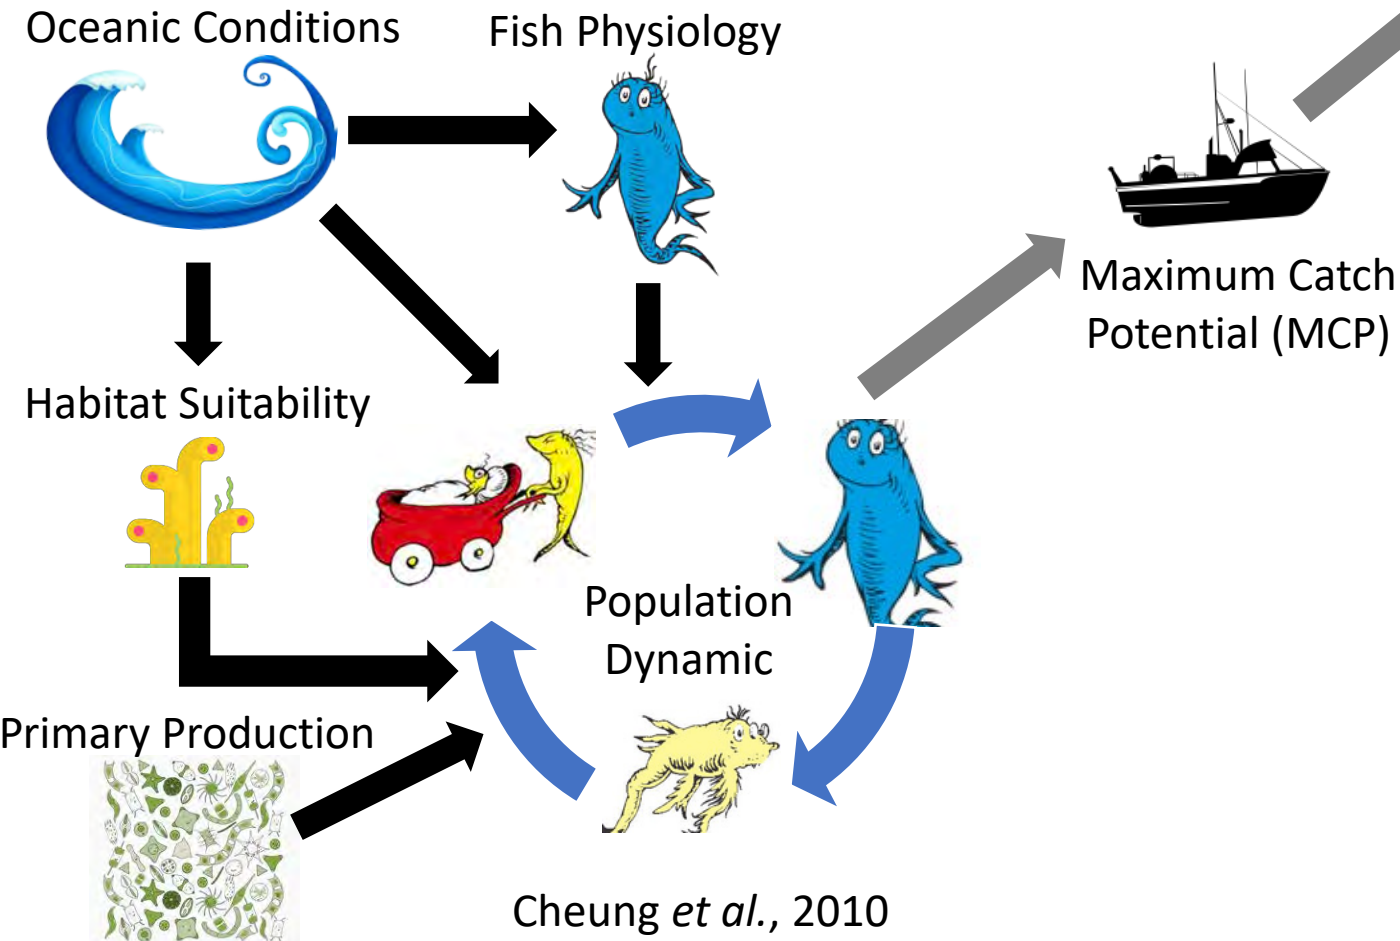 Oceanic Conditions
Fish Physiology
Maximum Catch
Potential (MCP)
Habitat Suitability
Population
Dynamic
Primary Production
Cheung et al., 2010